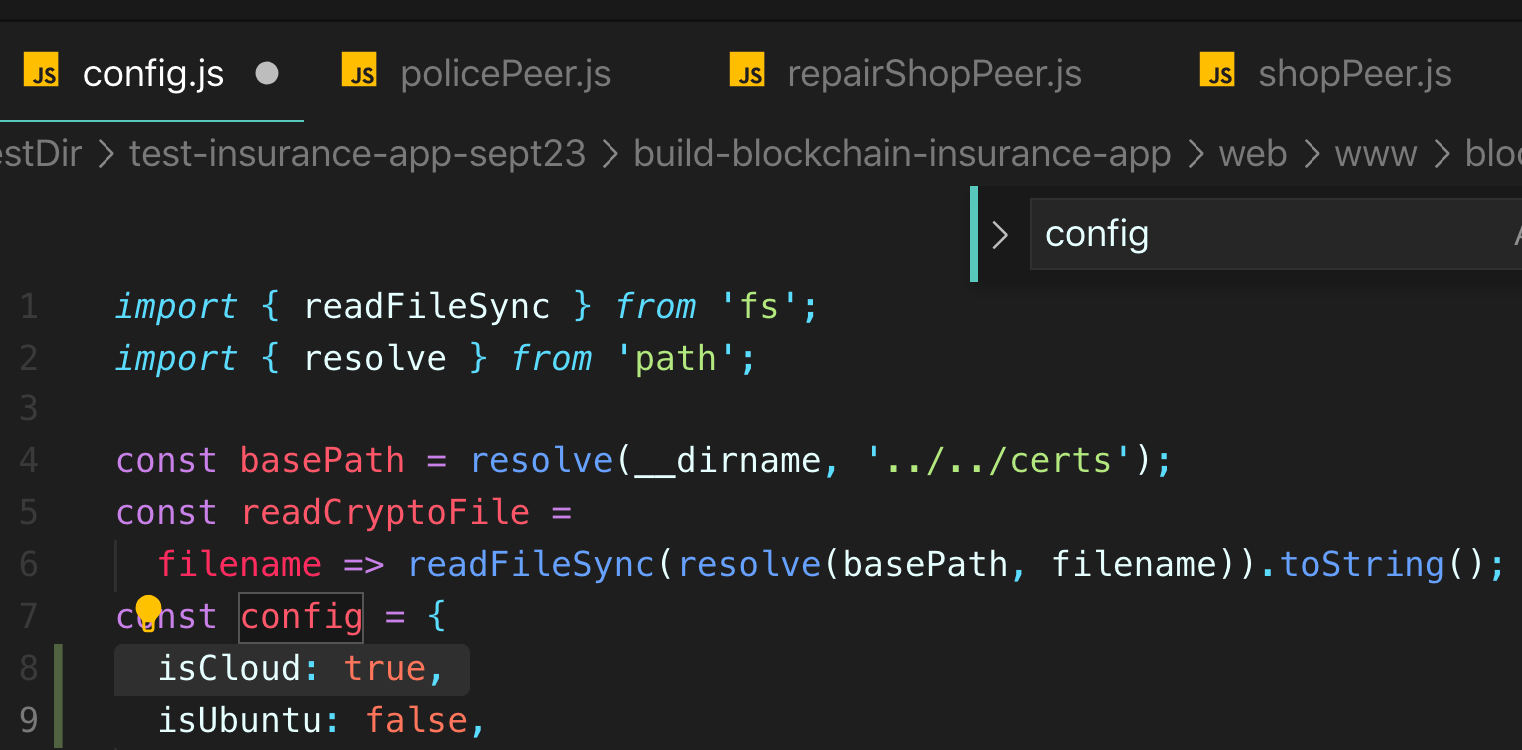 JS config.js JS policePeer.js JS repairShopPeer.js JS shopPeer.js
estDir > test-insurance-app-sept23 > build-blockchain-insurance-app > web > www > bloc
> config
1 import { readFileSync } from 'fs';
2 import { resolve } from 'path';
3
4 const basePath = resolve(__dirname, '../../certs');
5 const readCryptoFile =
6 filename => readFileSync(resolve(basePath, filename)).toString();
7 const config = {
8 isCloud: true,
9 isUbuntu: false,